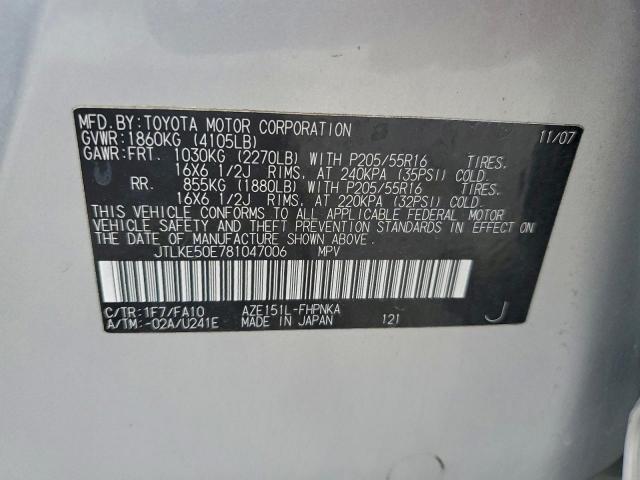 MFD. BY: TOYOTA MOTOR CORPORATION 11/07
GVWR: 1860KG (4105LB)
GAWR: FRT. 1030KG (2270LB) WITH P205/55R16 TIRES.
16X6 1/2J RIMS, AT 240KPA (35PSI) COLD.
RR. 855KG (1880LB) WITH P205/55R16 TIRES.
16X6 1/2J RIMS, AT 220KPA (32PSI) COLD.
THIS VEHICLE CONFORMS TO ALL APPLICABLE FEDERAL MOTOR
VEHICLE SAFETY AND THEFT PREVENTION STANDARDS IN EFFECT ON
THE DATE OF MANUFACTURE SHOWN ABOVE.
JTLKE50E781047006 MPV
C/TR: 1F7/FA10 AZE151L-FHPNKA
A/TM: -02A/U241E MADE IN JAPAN 121 J